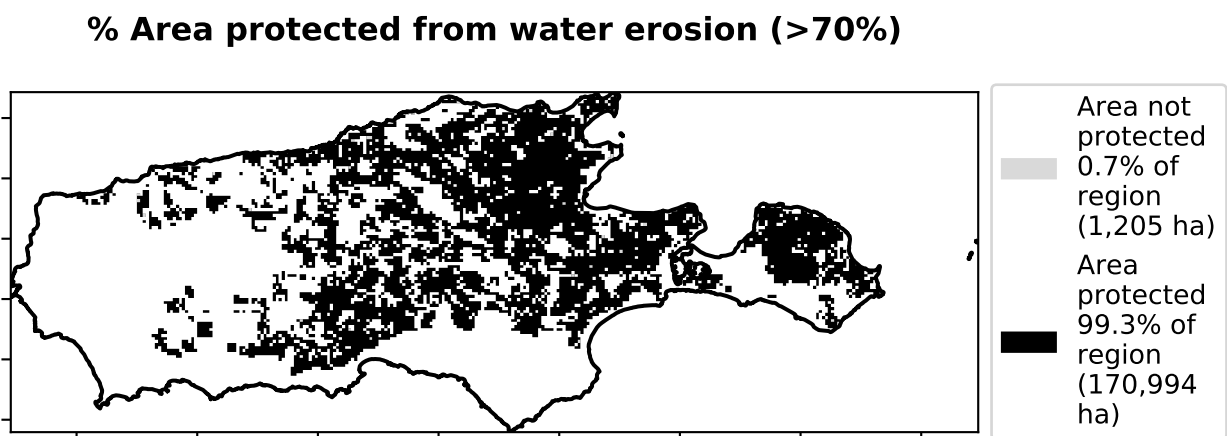 % Area protected from water erosion (>70%)
Area not
protected
0.7% of
region
(1,205 ha)
Area
protected
99.3% of
region
(170,994
ha)